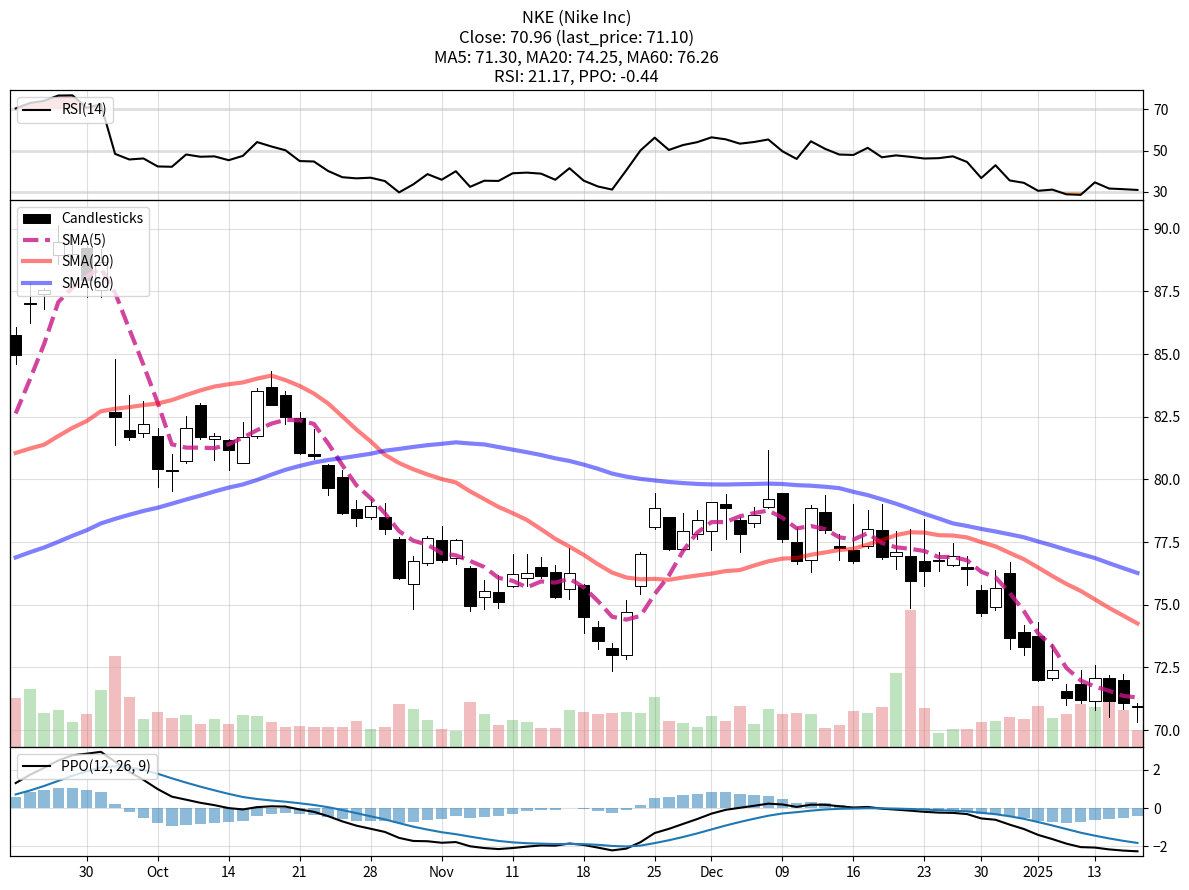 NKE (Nike Inc)
Close: 70.96 (last_price: 71.10)
MA5: 71.30, MA20: 74.25, MA60: 76.26
RSI: 21.17, PPO: -0.44
RSI(14)
70
50
30
Candlesticks
SMA(5)
SMA(20)
SMA(60)
90.0
87.5
85.0
82.5
80.0
77.5
75.0
72.5
70.0
PPO(12, 26, 9)
2
0
−2
30 Oct 14 21 28 Nov 11 18 25 Dec 09 16 23 30 2025 13